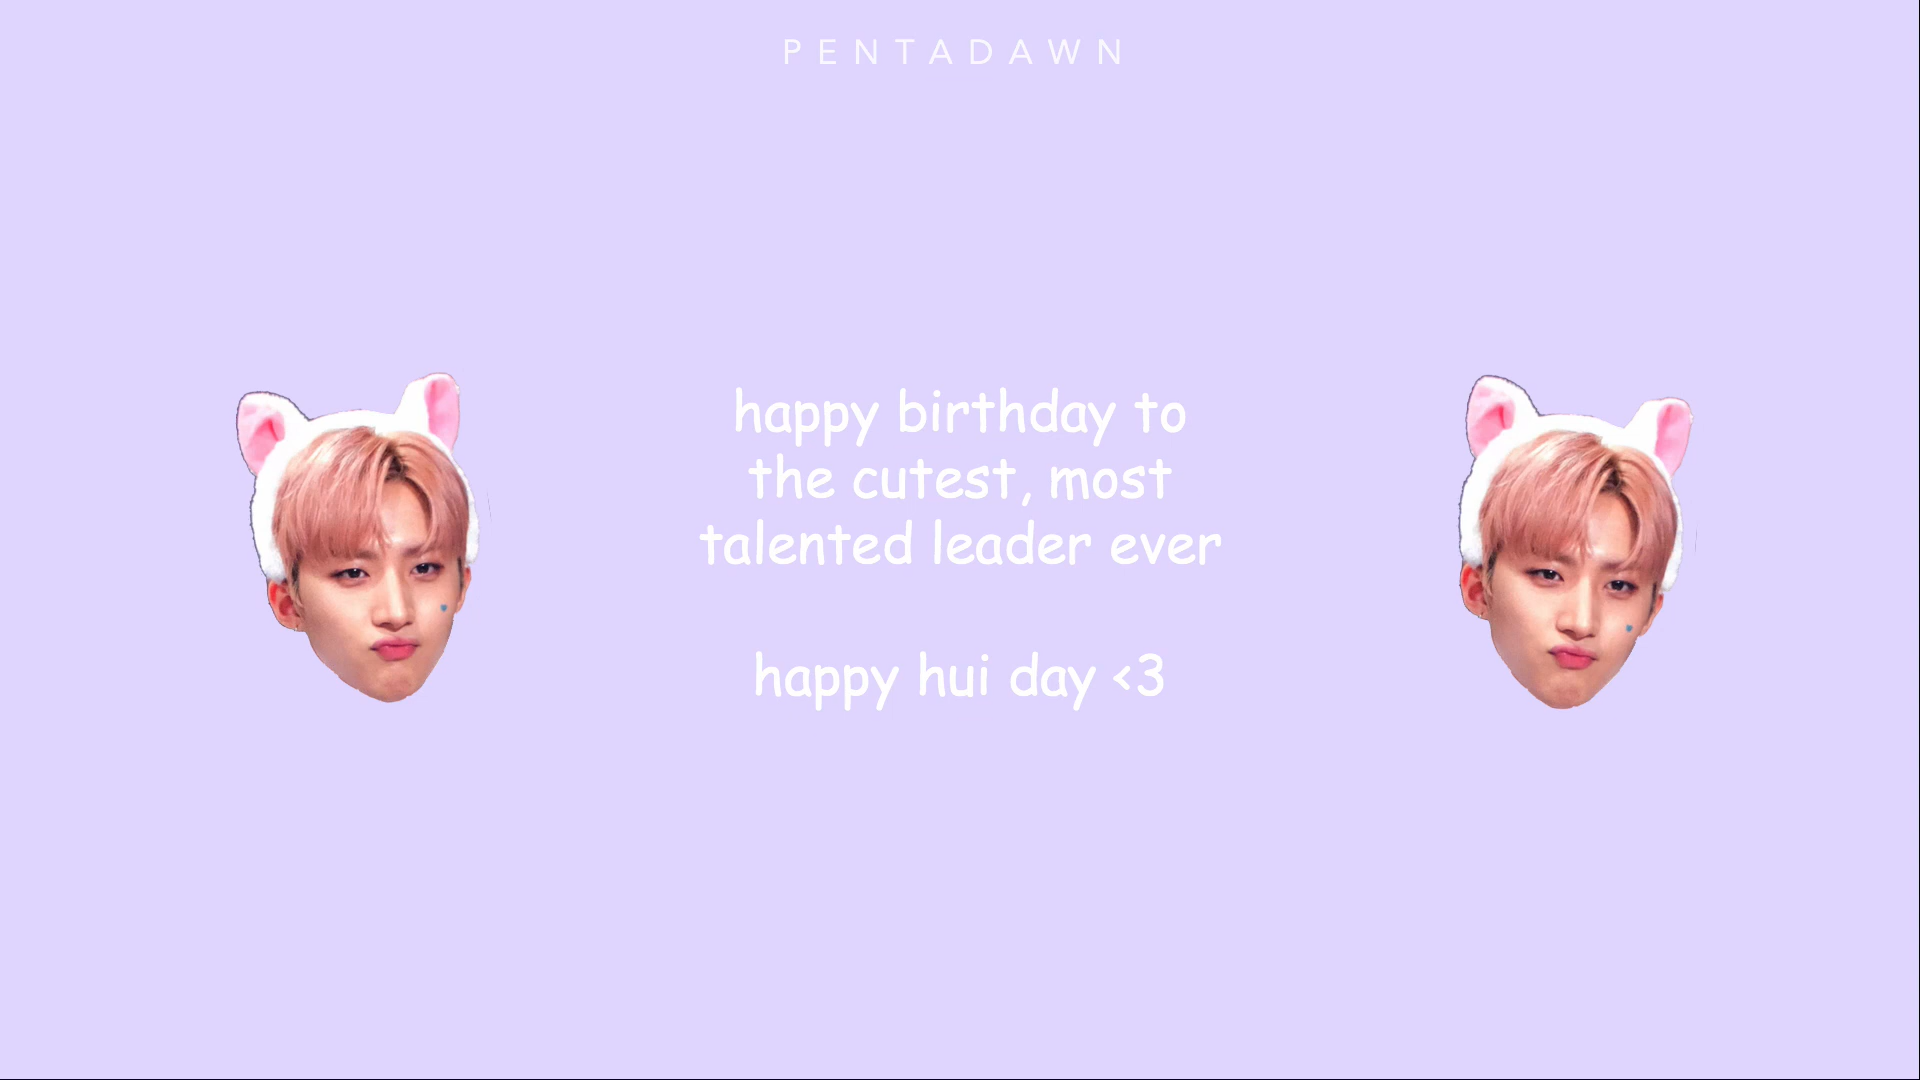 PENTADAWN
happy birthday to
the cutest, most
talented leader ever
happy hui day <3